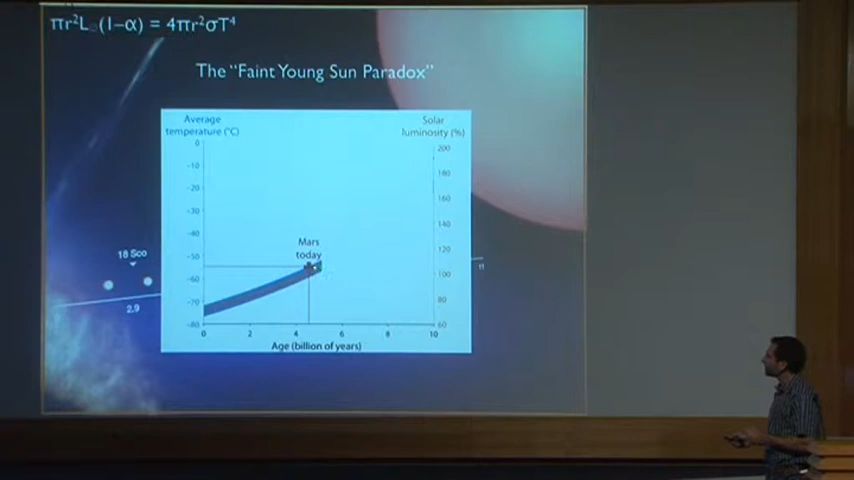 πr²L☉(1–α) = 4πr²σT⁴
The "Faint Young Sun Paradox"
Average
temperature (°C)
Solar
luminosity (%)
0
-10
-20
-30
-40
-50
-60
-70
-80
200
180
160
140
120
100
80
60
Mars
today
0 2 4 6 8 10
Age (billion of years)
18 Sco
2.9